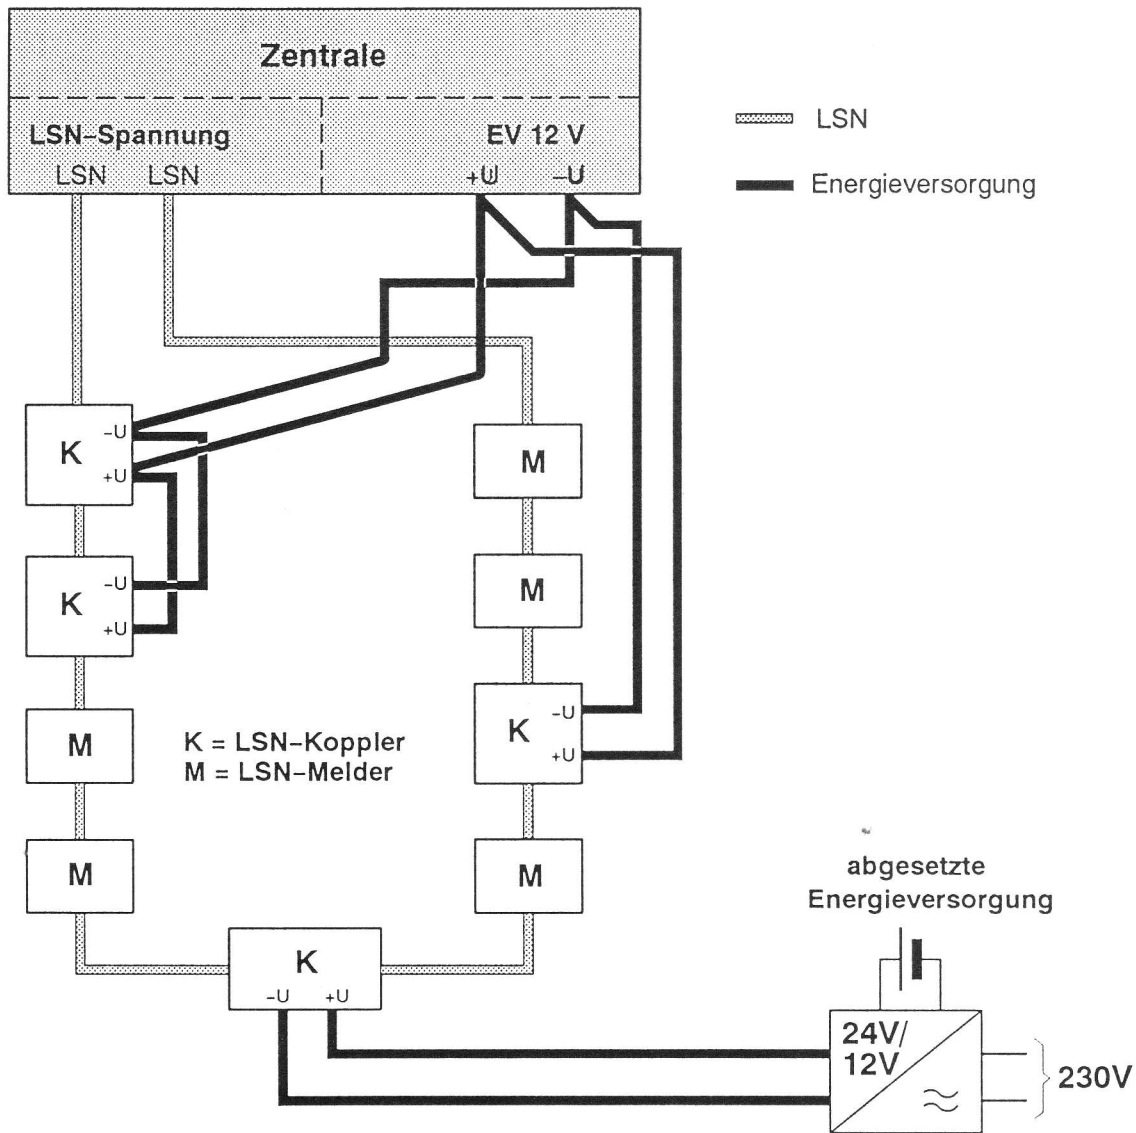 Zentrale
LSN–Spannung
EV 12 V
LSN LSN
+U –U
LSN
Energieversorgung
K
–U
+U
K
–U
+U
M
M
M
M
K
–U
+U
M
K = LSN–Koppler
M = LSN–Melder
K
–U +U
abgesetzte
Energieversorgung
24V/
12V
230V